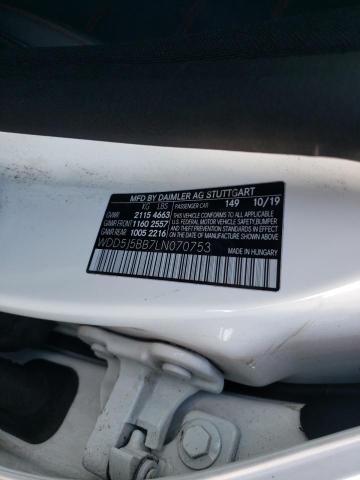 MFD BY DAIMLER AG STUTTGART
KG LBS PASSENGER CAR 149 10/19
GVWR 2115 4663 THIS VEHICLE CONFORMS TO ALL
GAWR FRONT 1160 2557 APPLICABLE U.S. FEDERAL MOTOR VEHICLE SAFETY, BUMPER
GAWR REAR 1005 2216 AND THEFT PREVENTION STANDARDS IN
EFFECT ON THE DATE OF MANUFACTURE SHOWN ABOVE
WDD5J5BB7LN070753 MADE IN HUNGARY